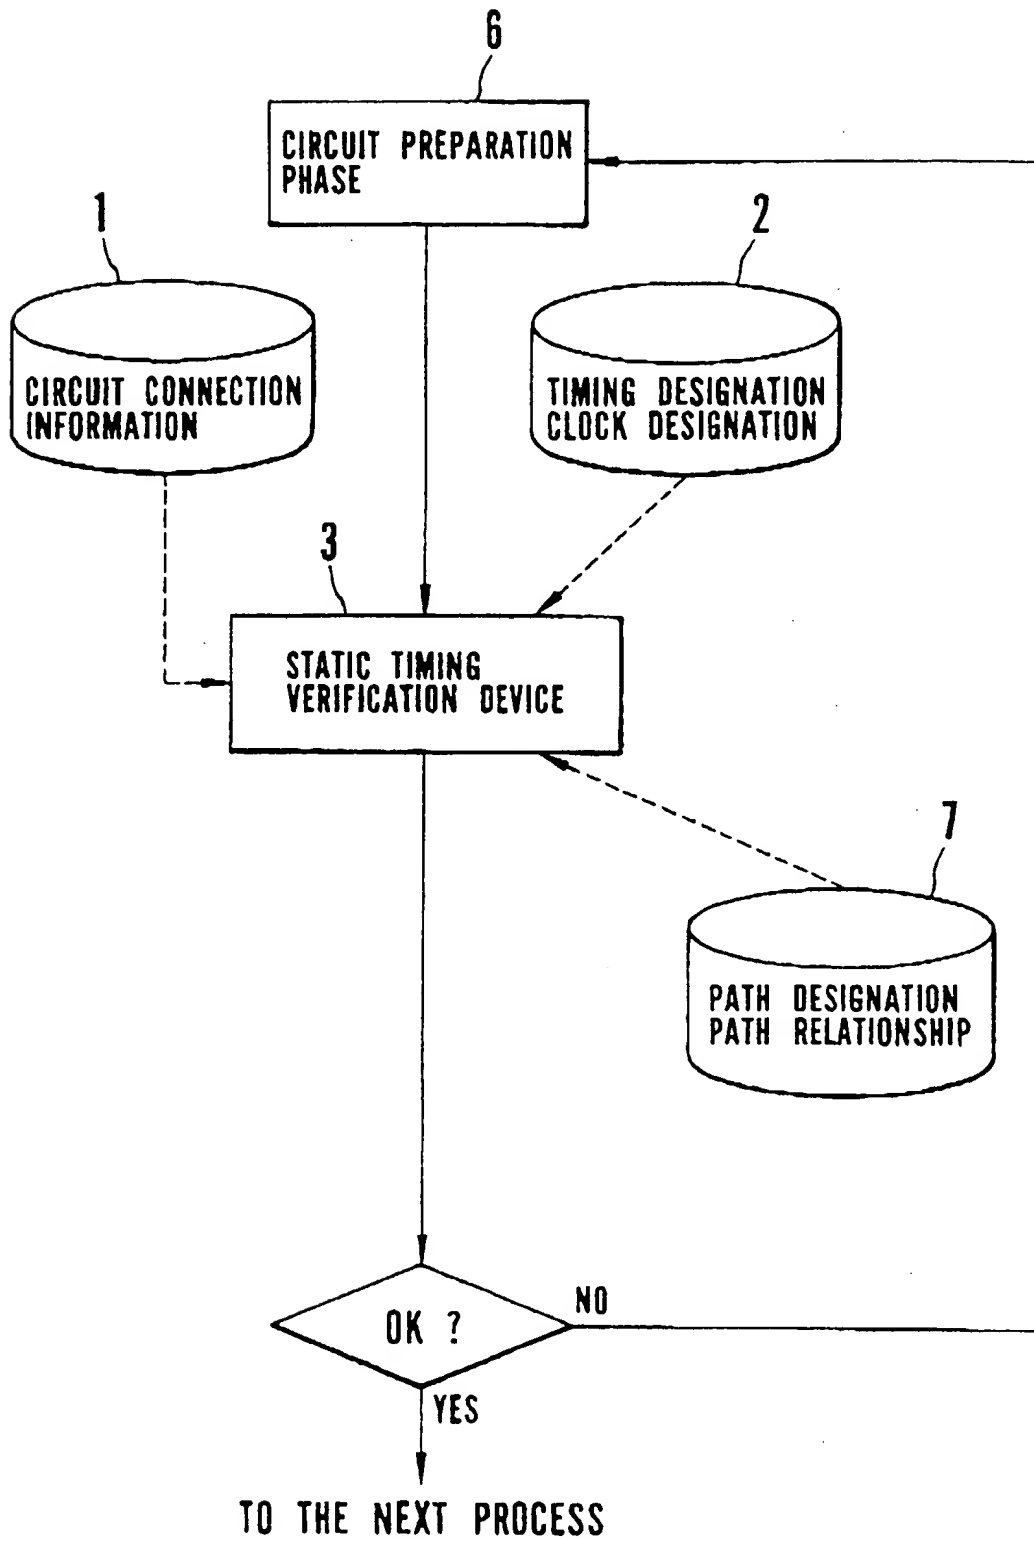 6
CIRCUIT PREPARATION
PHASE
1
2
CIRCUIT CONNECTION
INFORMATION
TIMING DESIGNATION
CLOCK DESIGNATION
3
STATIC TIMING
VERIFICATION DEVICE
7
PATH DESIGNATION
PATH RELATIONSHIP
OK ?
NO
YES
TO THE NEXT PROCESS